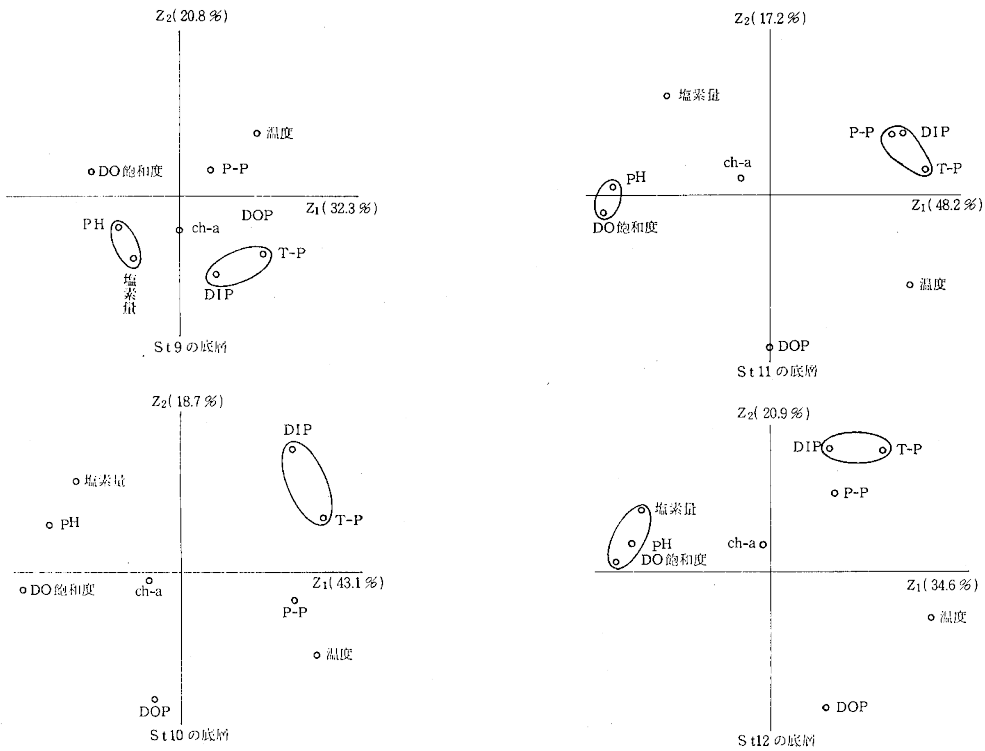 Z₂(20.8%)
温度
DO飽和度
P-P
Z₁(32.3%)
DOP
PH
ch-a
T-P
塩素量
DIP
St9の底層
Z₂(17.2%)
塩素量
P-P
DIP
ch-a
T-P
PH
Z₁(48.2%)
DO飽和度
温度
DOP
St11の底層
Z₂(18.7%)
DIP
塩素量
PH
T-P
DO飽和度
ch-a
Z₁(43.1%)
P-P
温度
DOP
St10の底層
Z₂(20.9%)
DIP
T-P
P-P
塩素量
PH
ch-a
DO飽和度
Z₁(34.6%)
温度
DOP
St12の底層